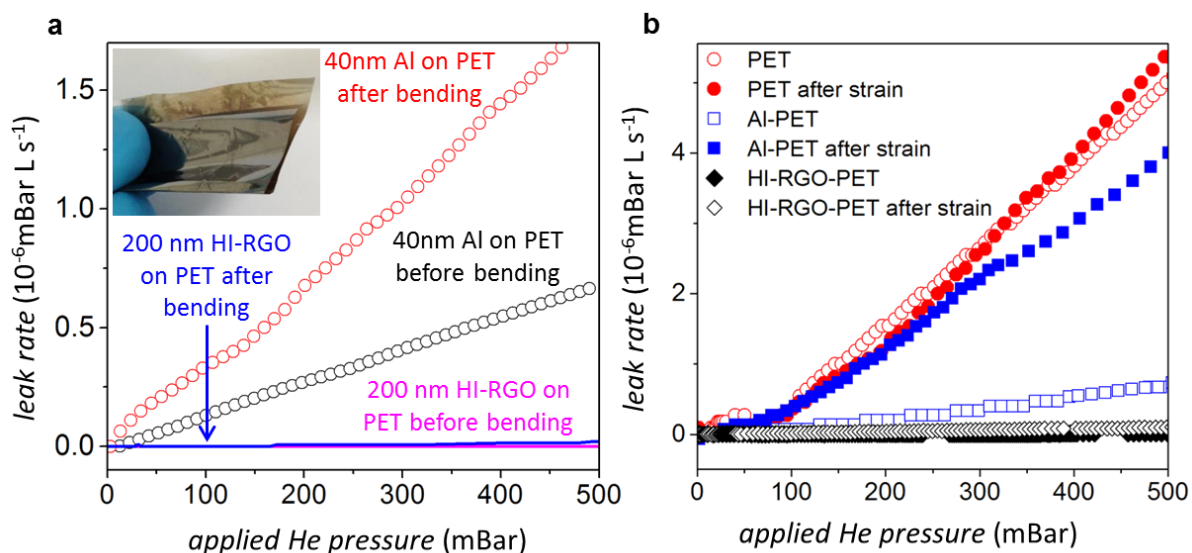 a
leak rate (10-6mBar L s-1)
1.5
1.0
0.5
0.0
40nm Al on PET
after bending
200 nm HI-RGO
on PET after
bending
40nm Al on PET
before bending
200 nm HI-RGO on
PET before bending
0 100 200 300 400 500
applied He pressure (mBar)
b
leak rate (10-6mBar L s-1)
4
2
0
PET
PET after strain
Al-PET
Al-PET after strain
HI-RGO-PET
HI-RGO-PET after strain
0 100 200 300 400 500
applied He pressure (mBar)